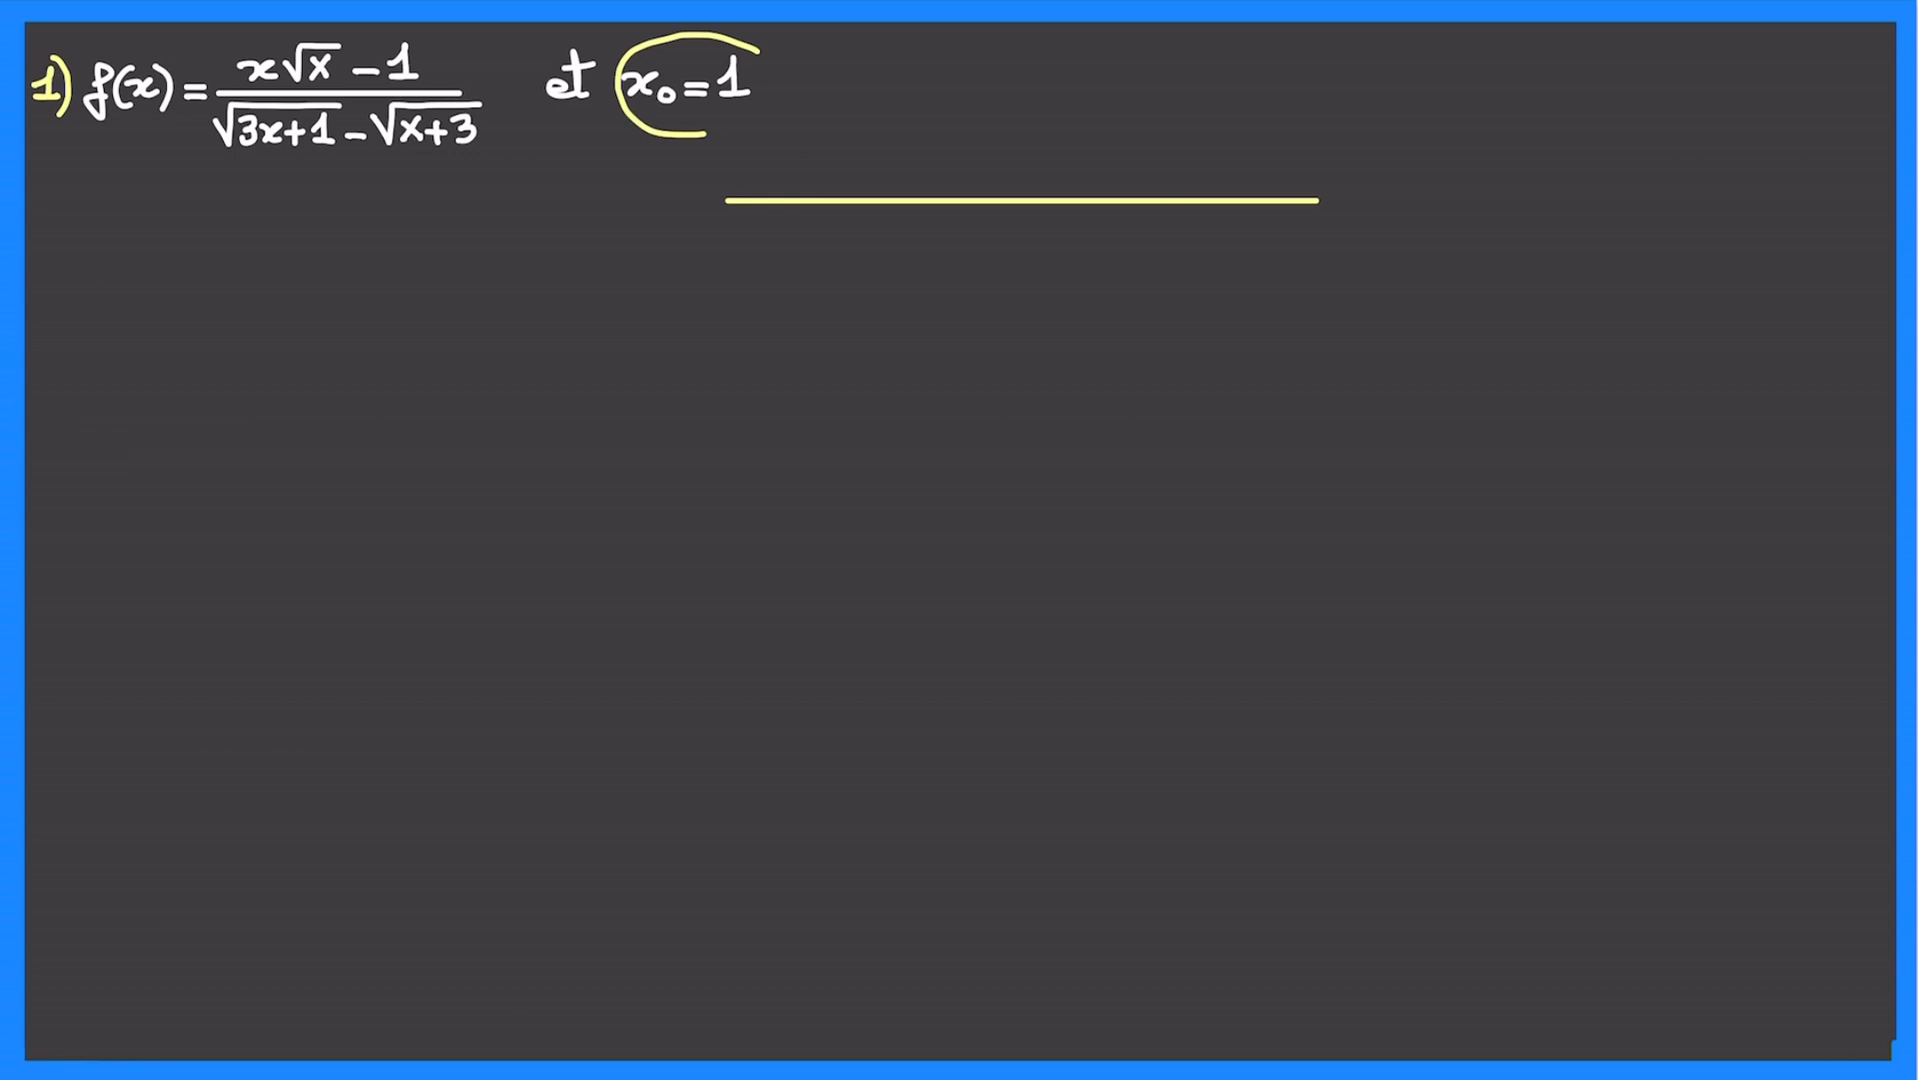 1) f(x) = (x√x - 1) / (√(3x+1) - √(x+3)) et x₀ = 1